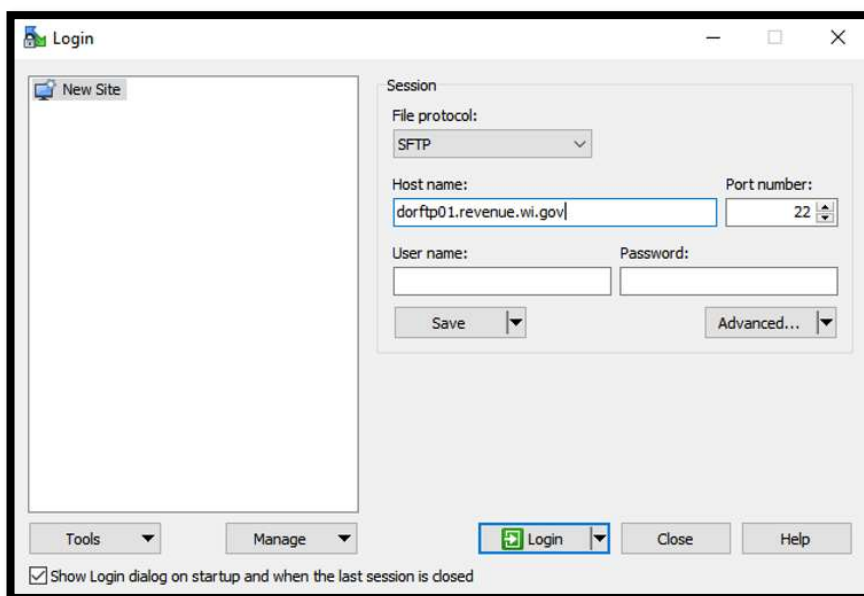 Login
New Site
Session
File protocol:
SFTP
Host name: Port number:
dorftp01.revenue.wi.gov 22
User name: Password:
Save Advanced...
Tools Manage Login Close Help
Show Login dialog on startup and when the last session is closed